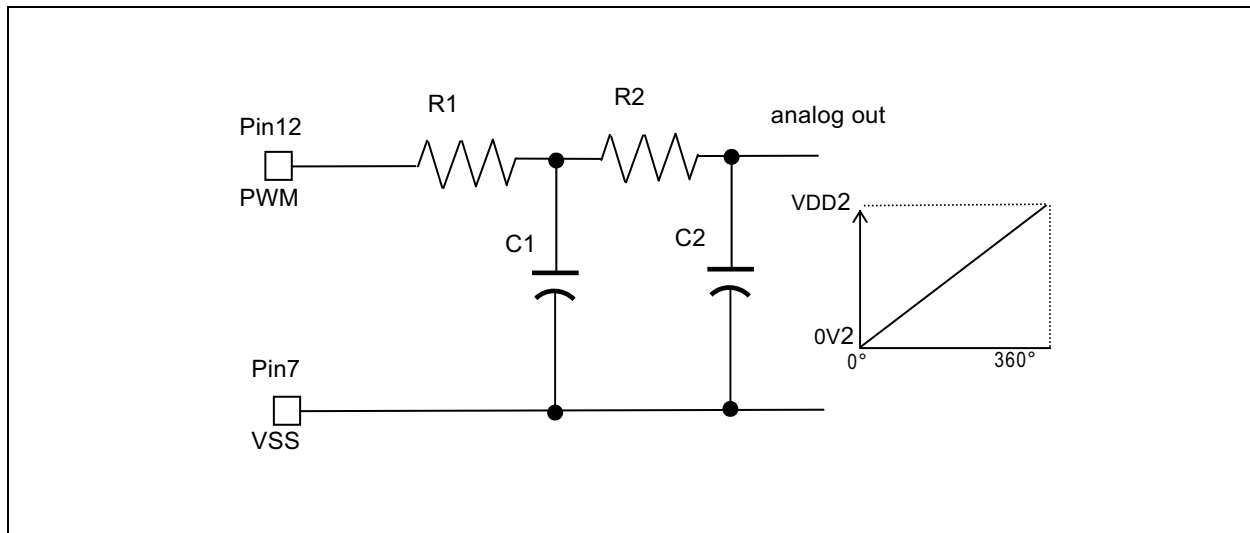 R1
R2
analog out
Pin12
PWM
VDD2
C1
C2
0V2
0°
360°
Pin7
VSS